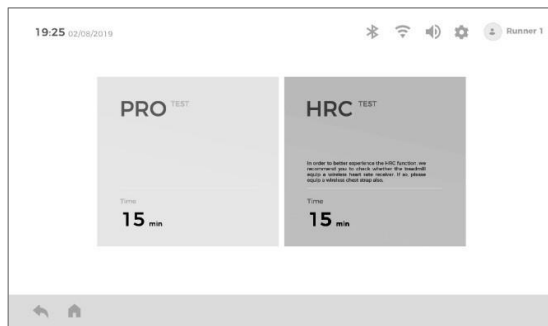 19:25 02/08/2019
Runner 1
PRO TEST
Time
15 min
HRC TEST
In order to better experience the HRC function, we
recommend you to check whether the treadmill
equip a wireless heart rate receiver. If so, please
equip a wireless chest strap also.
Time
15 min